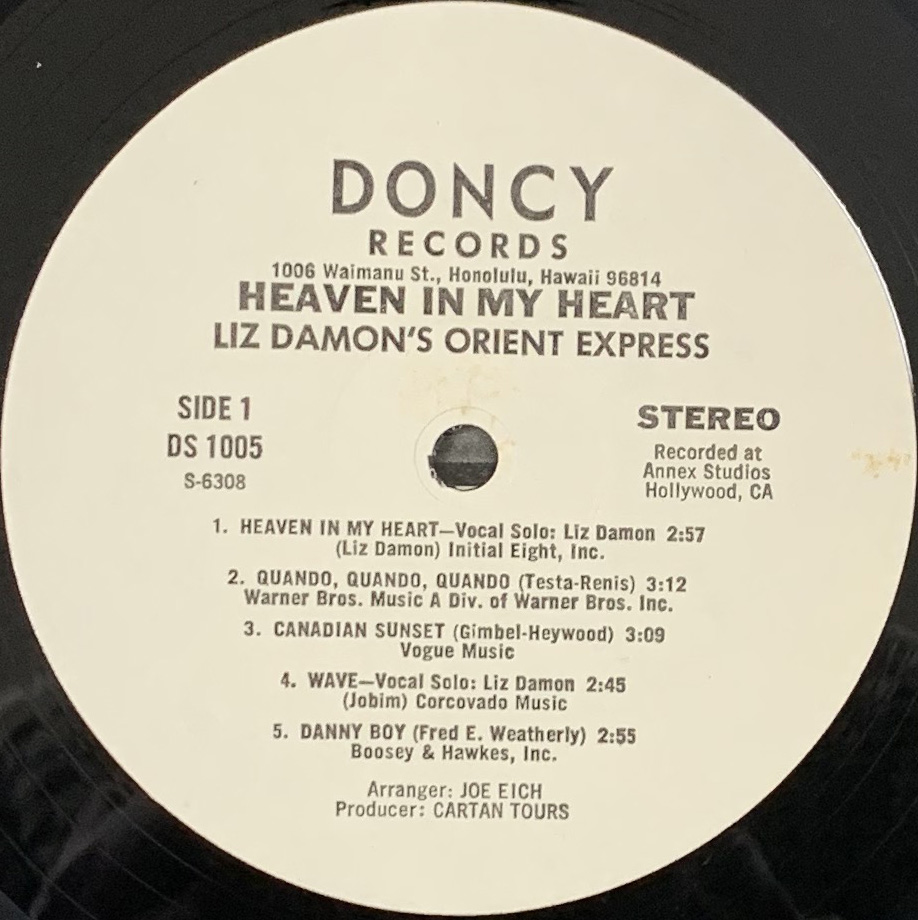 DONCY
RECORDS
1006 Waimanu St., Honolulu, Hawaii 96814
HEAVEN IN MY HEART
LIZ DAMON'S ORIENT EXPRESS
SIDE 1
DS 1005
S-6308
STEREO
Recorded at
Annex Studios
Hollywood, CA
1. HEAVEN IN MY HEART—Vocal Solo: Liz Damon 2:57
(Liz Damon) Initial Eight, Inc.
2. QUANDO, QUANDO, QUANDO (Testa-Renis) 3:12
Warner Bros. Music A Div. of Warner Bros. Inc.
3. CANADIAN SUNSET (Gimbel-Heywood) 3:09
Vogue Music
4. WAVE—Vocal Solo: Liz Damon 2:45
(Jobim) Corcovado Music
5. DANNY BOY (Fred E. Weatherly) 2:55
Boosey & Hawkes, Inc.
Arranger: JOE EICH
Producer: CARTAN TOURS